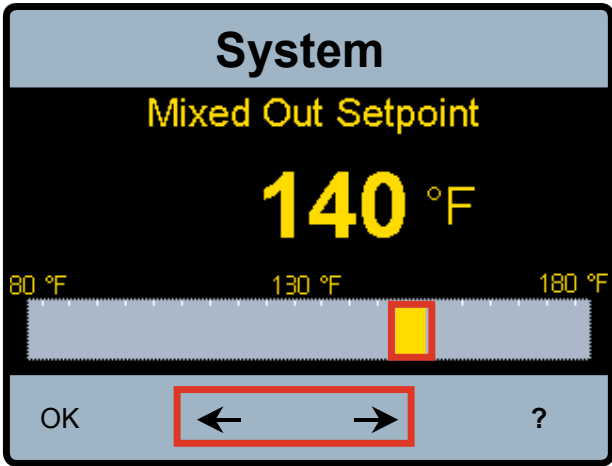 System
Mixed Out Setpoint
140 °F
80 °F 130 °F 180 °F
OK ← → ?